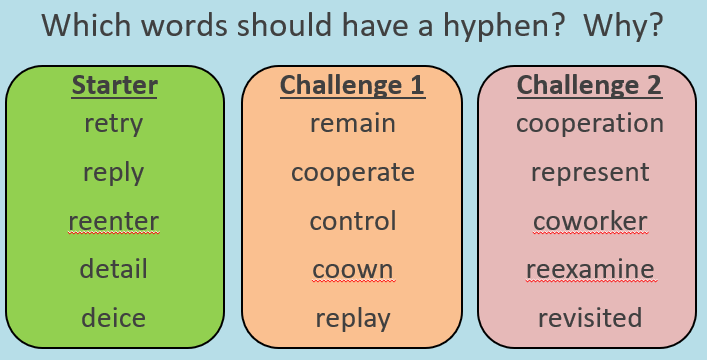 Which words should have a hyphen? Why?
Starter
retry
reply
reenter
detail
deice
Challenge 1
remain
cooperate
control
coown
replay
Challenge 2
cooperation
represent
coworker
reexamine
revisited